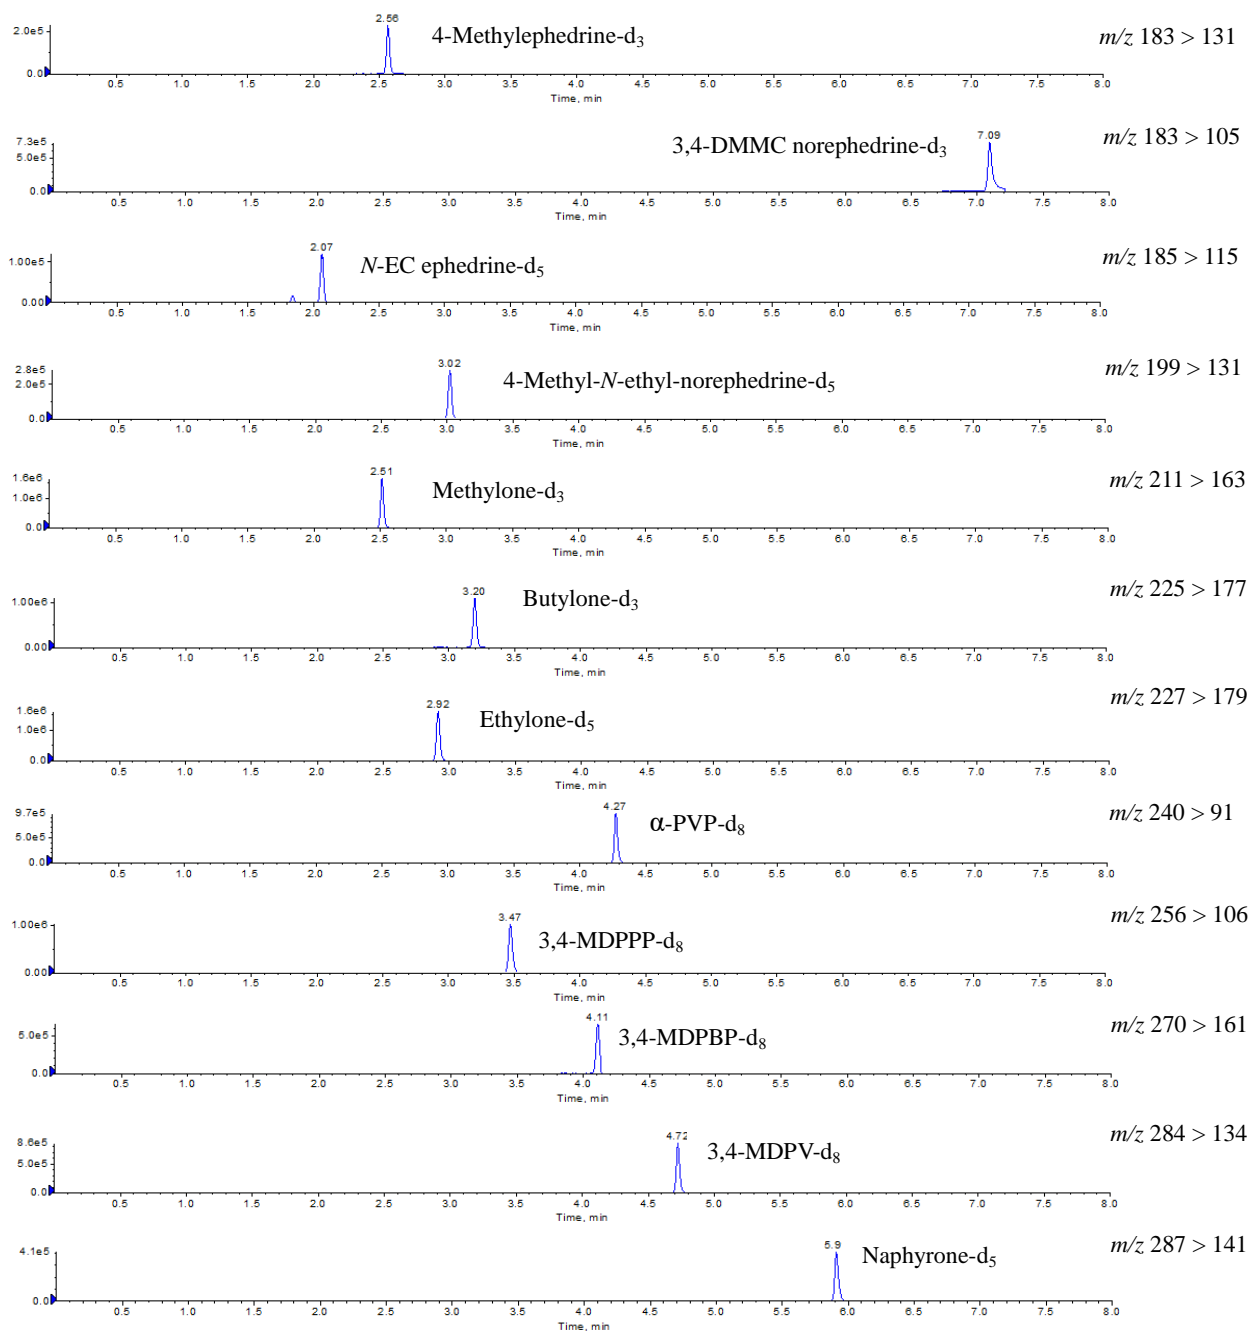 2.56
4-Methylephedrine-d3
m/z 183 > 131
2.0e5
0.0
0.5 1.0 1.5 2.0 2.5 3.0 3.5 4.0 4.5 5.0 5.5 6.0 6.5 7.0 7.5 8.0
Time, min
7.09
3,4-DMMC norephedrine-d3
m/z 183 > 105
7.3e5
5.0e5
0.0
0.5 1.0 1.5 2.0 2.5 3.0 3.5 4.0 4.5 5.0 5.5 6.0 6.5 7.0 7.5 8.0
Time, min
2.07
N-EC ephedrine-d5
m/z 185 > 115
1.00e5
0.00
0.5 1.0 1.5 2.0 2.5 3.0 3.5 4.0 4.5 5.0 5.5 6.0 6.5 7.0 7.5 8.0
Time, min
3.02
4-Methyl-N-ethyl-norephedrine-d5
m/z 199 > 131
2.8e5
2.0e5
0.0
0.5 1.0 1.5 2.0 2.5 3.0 3.5 4.0 4.5 5.0 5.5 6.0 6.5 7.0 7.5 8.0
Time, min
2.51
Methylone-d3
m/z 211 > 163
1.6e6
1.0e6
0.0
0.5 1.0 1.5 2.0 2.5 3.0 3.5 4.0 4.5 5.0 5.5 6.0 6.5 7.0 7.5 8.0
Time, min
3.20
Butylone-d3
m/z 225 > 177
1.00e6
0.00
0.5 1.0 1.5 2.0 2.5 3.0 3.5 4.0 4.5 5.0 5.5 6.0 6.5 7.0 7.5 8.0
Time, min
2.92
Ethylone-d5
m/z 227 > 179
1.6e6
1.0e6
0.0
0.5 1.0 1.5 2.0 2.5 3.0 3.5 4.0 4.5 5.0 5.5 6.0 6.5 7.0 7.5 8.0
Time, min
4.27
α-PVP-d8
m/z 240 > 91
9.7e5
5.0e5
0.0
0.5 1.0 1.5 2.0 2.5 3.0 3.5 4.0 4.5 5.0 5.5 6.0 6.5 7.0 7.5 8.0
Time, min
3.47
3,4-MDPPP-d8
m/z 256 > 106
1.00e6
0.00
0.5 1.0 1.5 2.0 2.5 3.0 3.5 4.0 4.5 5.0 5.5 6.0 6.5 7.0 7.5 8.0
Time, min
4.11
3,4-MDPBP-d8
m/z 270 > 161
5.0e5
0.0
0.5 1.0 1.5 2.0 2.5 3.0 3.5 4.0 4.5 5.0 5.5 6.0 6.5 7.0 7.5 8.0
Time, min
4.72
3,4-MDPV-d8
m/z 284 > 134
8.6e5
5.0e5
0.0
0.5 1.0 1.5 2.0 2.5 3.0 3.5 4.0 4.5 5.0 5.5 6.0 6.5 7.0 7.5 8.0
Time, min
5.9
Naphyrone-d5
m/z 287 > 141
4.1e5
0.0
0.5 1.0 1.5 2.0 2.5 3.0 3.5 4.0 4.5 5.0 5.5 6.0 6.5 7.0 7.5 8.0
Time, min